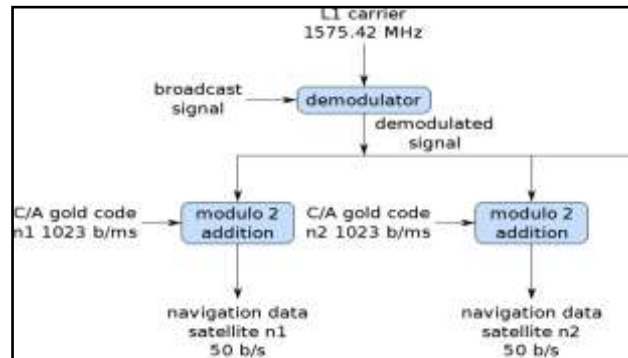 L1 carrier
1575.42 MHz
broadcast
signal
demodulator
demodulated
signal
C/A gold code
n1 1023 b/ms
modulo 2
addition
C/A gold code
n2 1023 b/ms
modulo 2
addition
navigation data
satellite n1
50 b/s
navigation data
satellite n2
50 b/s